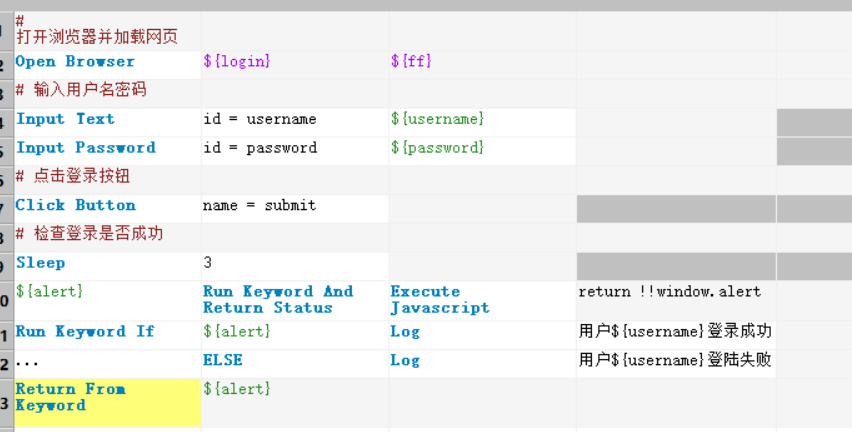 1 #
打开浏览器并加载网页
2 Open Browser ${login} ${ff}
3 # 输入用户名密码
4 Input Text id = username ${username}
5 Input Password id = password ${password}
6 # 点击登录按钮
7 Click Button name = submit
8 # 检查登录是否成功
9 Sleep 3
0 ${alert} Run Keyword And Return Status Execute Javascript return !!window.alert
1 Run Keyword If ${alert} Log 用户${username}登录成功
2 ... ELSE Log 用户${username}登陆失败
3 Return From Keyword ${alert}